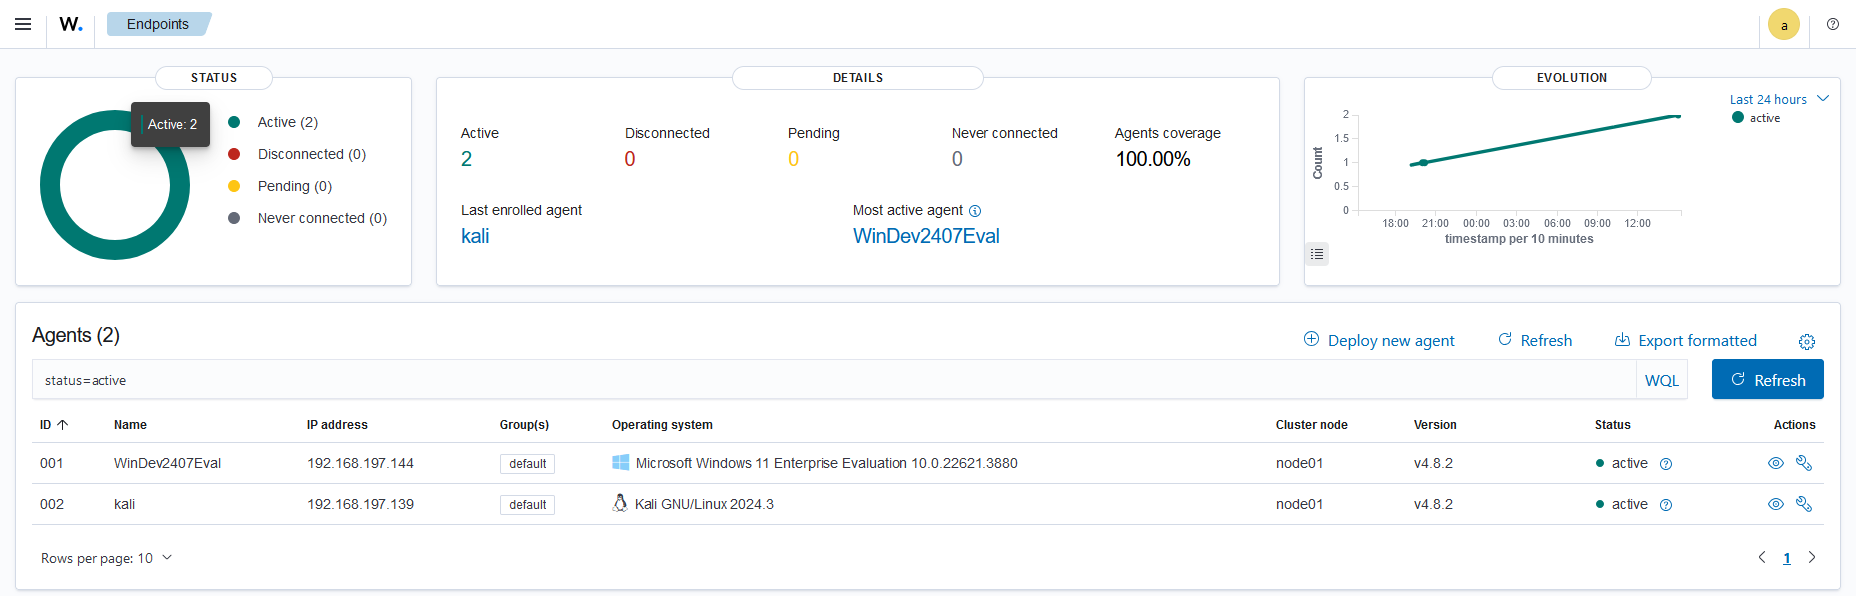 W. Endpoints a
STATUS
Active: 2
Active (2)
Disconnected (0)
Pending (0)
Never connected (0)
DETAILS
Active Disconnected Pending Never connected Agents coverage
2 0 0 0 100.00%
Last enrolled agent Most active agent
kali WinDev2407Eval
EVOLUTION
Last 24 hours
active
Count
2
1.5
1
0.5
0
18:00 21:00 00:00 03:00 06:00 09:00 12:00
timestamp per 10 minutes
Agents (2) Deploy new agent Refresh Export formatted
status=active WQL Refresh
ID Name IP address Group(s) Operating system Cluster node Version Status Actions
001 WinDev2407Eval 192.168.197.144 default Microsoft Windows 11 Enterprise Evaluation 10.0.22621.3880 node01 v4.8.2 active
002 kali 192.168.197.139 default Kali GNU/Linux 2024.3 node01 v4.8.2 active
Rows per page: 10 1